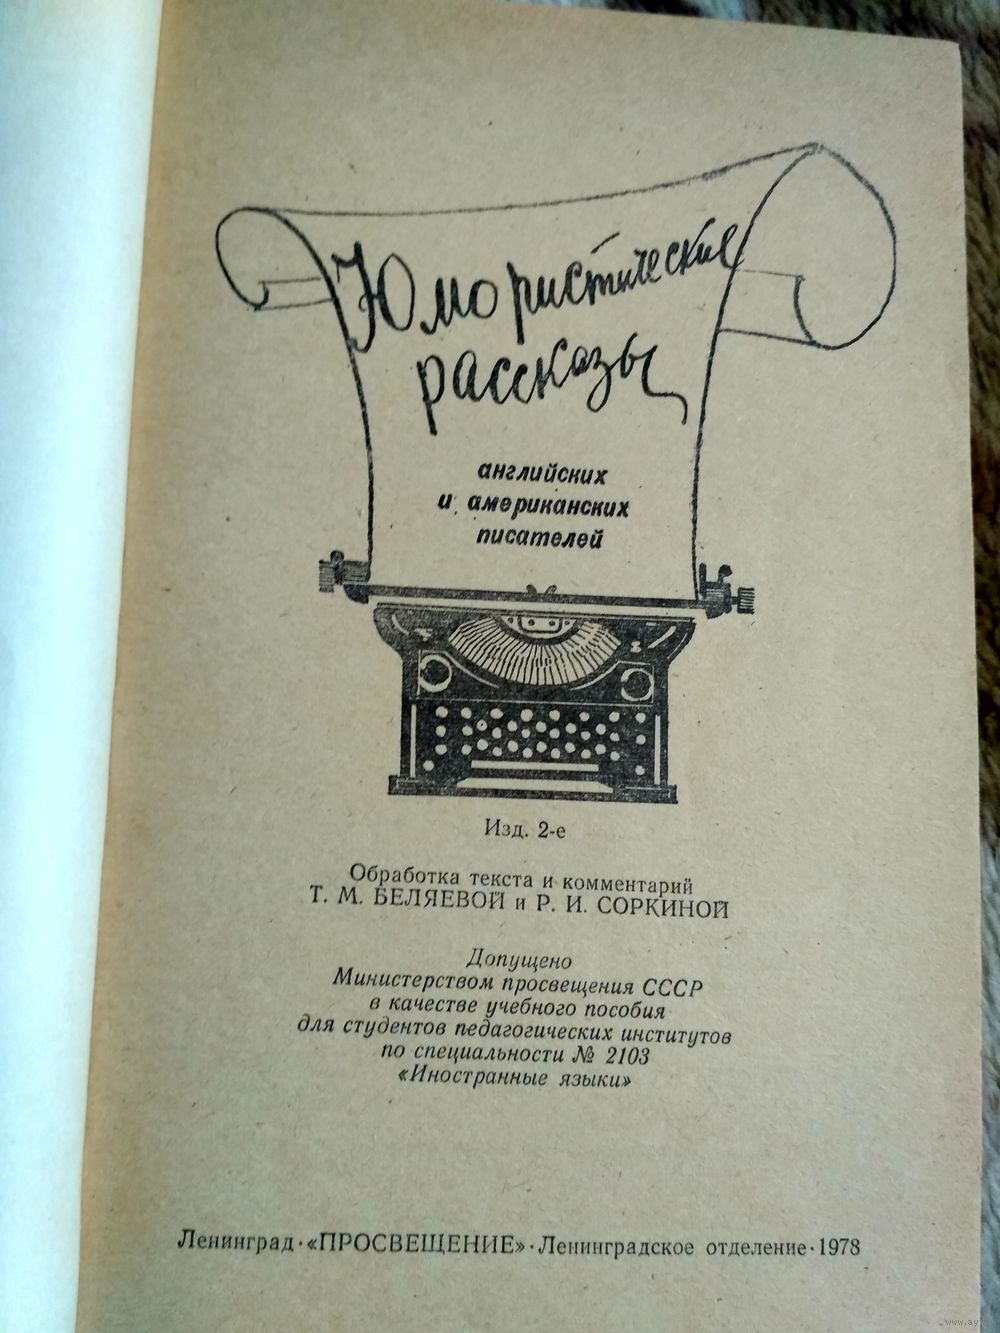 Юмористические
рассказы
английских
и американских
писателей
Изд. 2-е
Обработка текста и комментарий
Т. М. БЕЛЯЕВОЙ и Р. И. СОРКИНОЙ
Допущено
Министерством просвещения СССР
в качестве учебного пособия
для студентов педагогических институтов
по специальности № 2103
«Иностранные языки»
Ленинград·«ПРОСВЕЩЕНИЕ»·Ленинградское отделение·1978